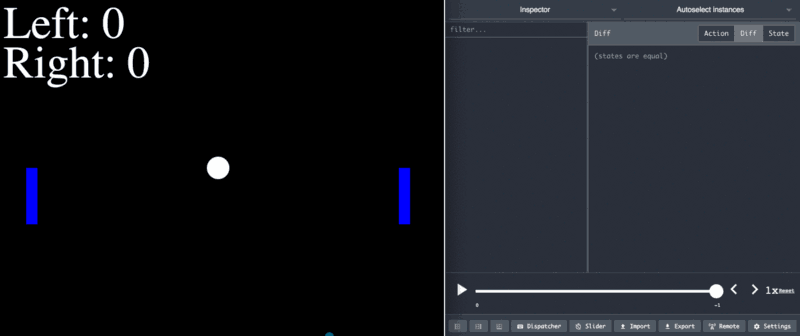 Left: 0
Right: 0
Inspector
Autoselect Instances
filter...
Diff
Action
Diff
State
(states are equal)
1x
Reset
0
-1
Dispatcher
Slider
Import
Export
Remote
Settings